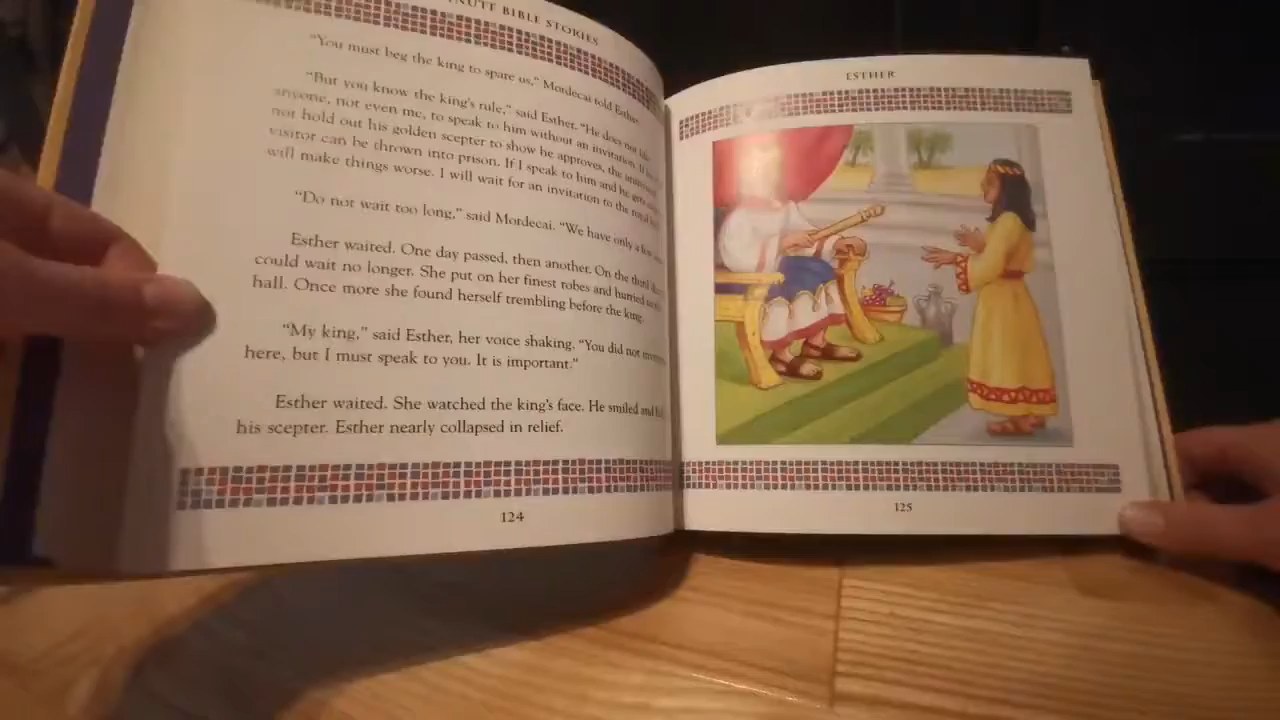 BIBLE STORIES
"You must beg the king to spare us," Mordecai told Esther.
"But you know the king's rule," said Esther. "He does not like
anyone, not even me, to speak to him without an invitation. If
not hold out his golden scepter to show he approves, the
visitor can be thrown into prison. If I speak to him and he gets
will make things worse. I will wait for an invitation to the royal
"Do not wait too long," said Mordecai. "We have only a few
Esther waited. One day passed, then another. On the third
could wait no longer. She put on her finest robes and hurried
hall. Once more she found herself trembling before the king.
"My king," said Esther, her voice shaking. "You did not
here, but I must speak to you. It is important."
Esther waited. She watched the king's face. He smiled and
his scepter. Esther nearly collapsed in relief.
124
ESTHER
125